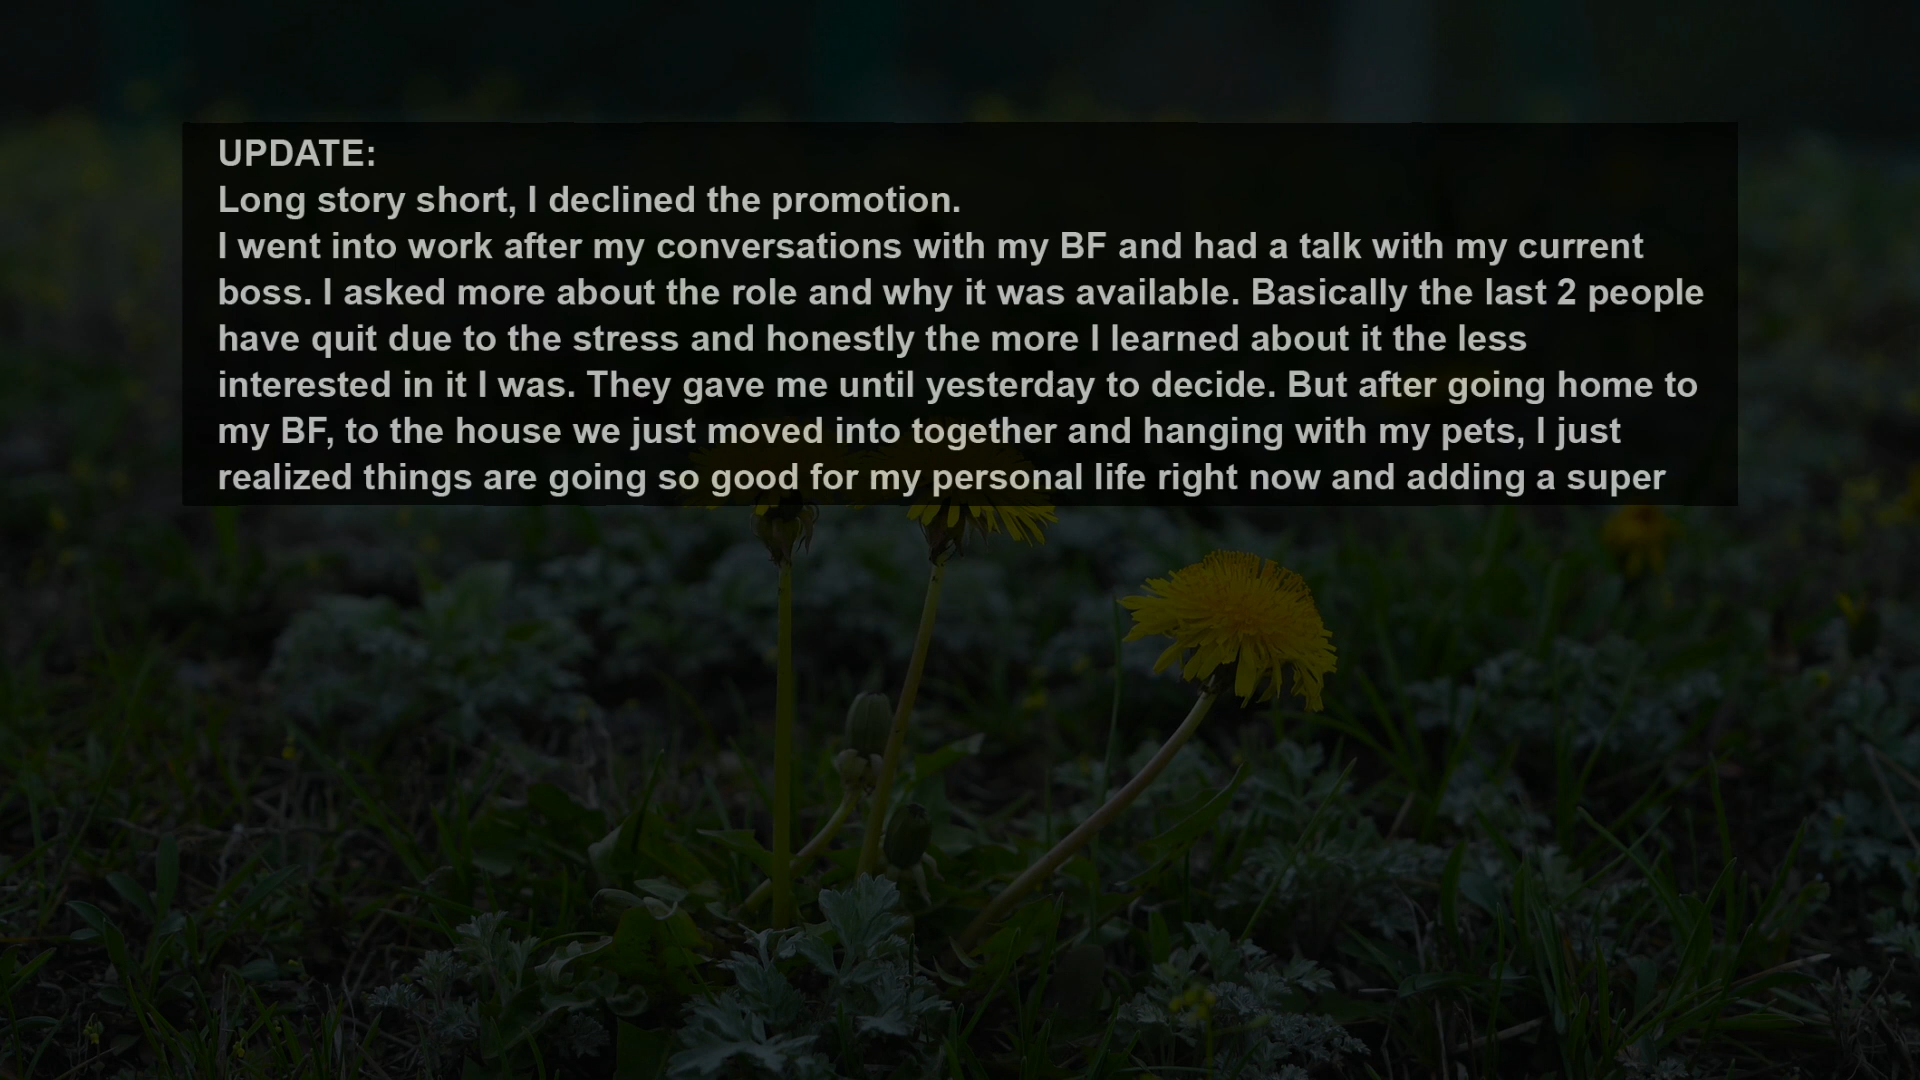 UPDATE:
Long story short, I declined the promotion.
I went into work after my conversations with my BF and had a talk with my current
boss. I asked more about the role and why it was available. Basically the last 2 people
have quit due to the stress and honestly the more I learned about it the less
interested in it I was. They gave me until yesterday to decide. But after going home to
my BF, to the house we just moved into together and hanging with my pets, I just
realized things are going so good for my personal life right now and adding a super